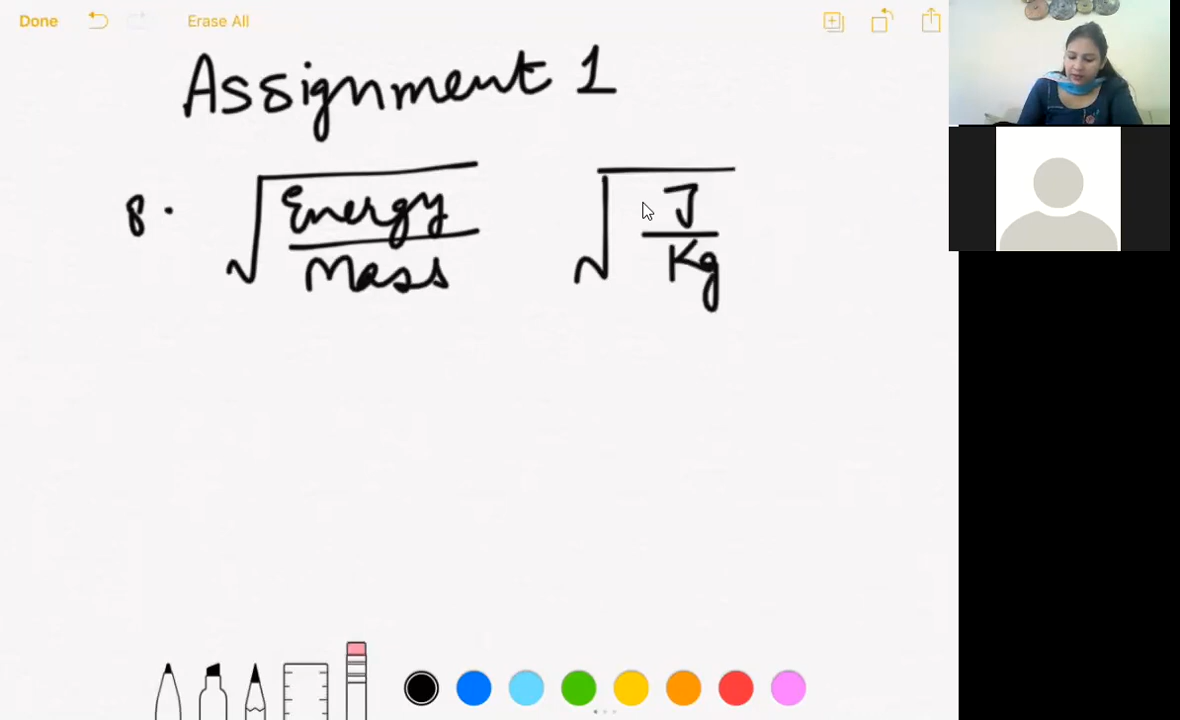 Done Erase All
Assignment 1
8. √Energy/Mass √J/Kg